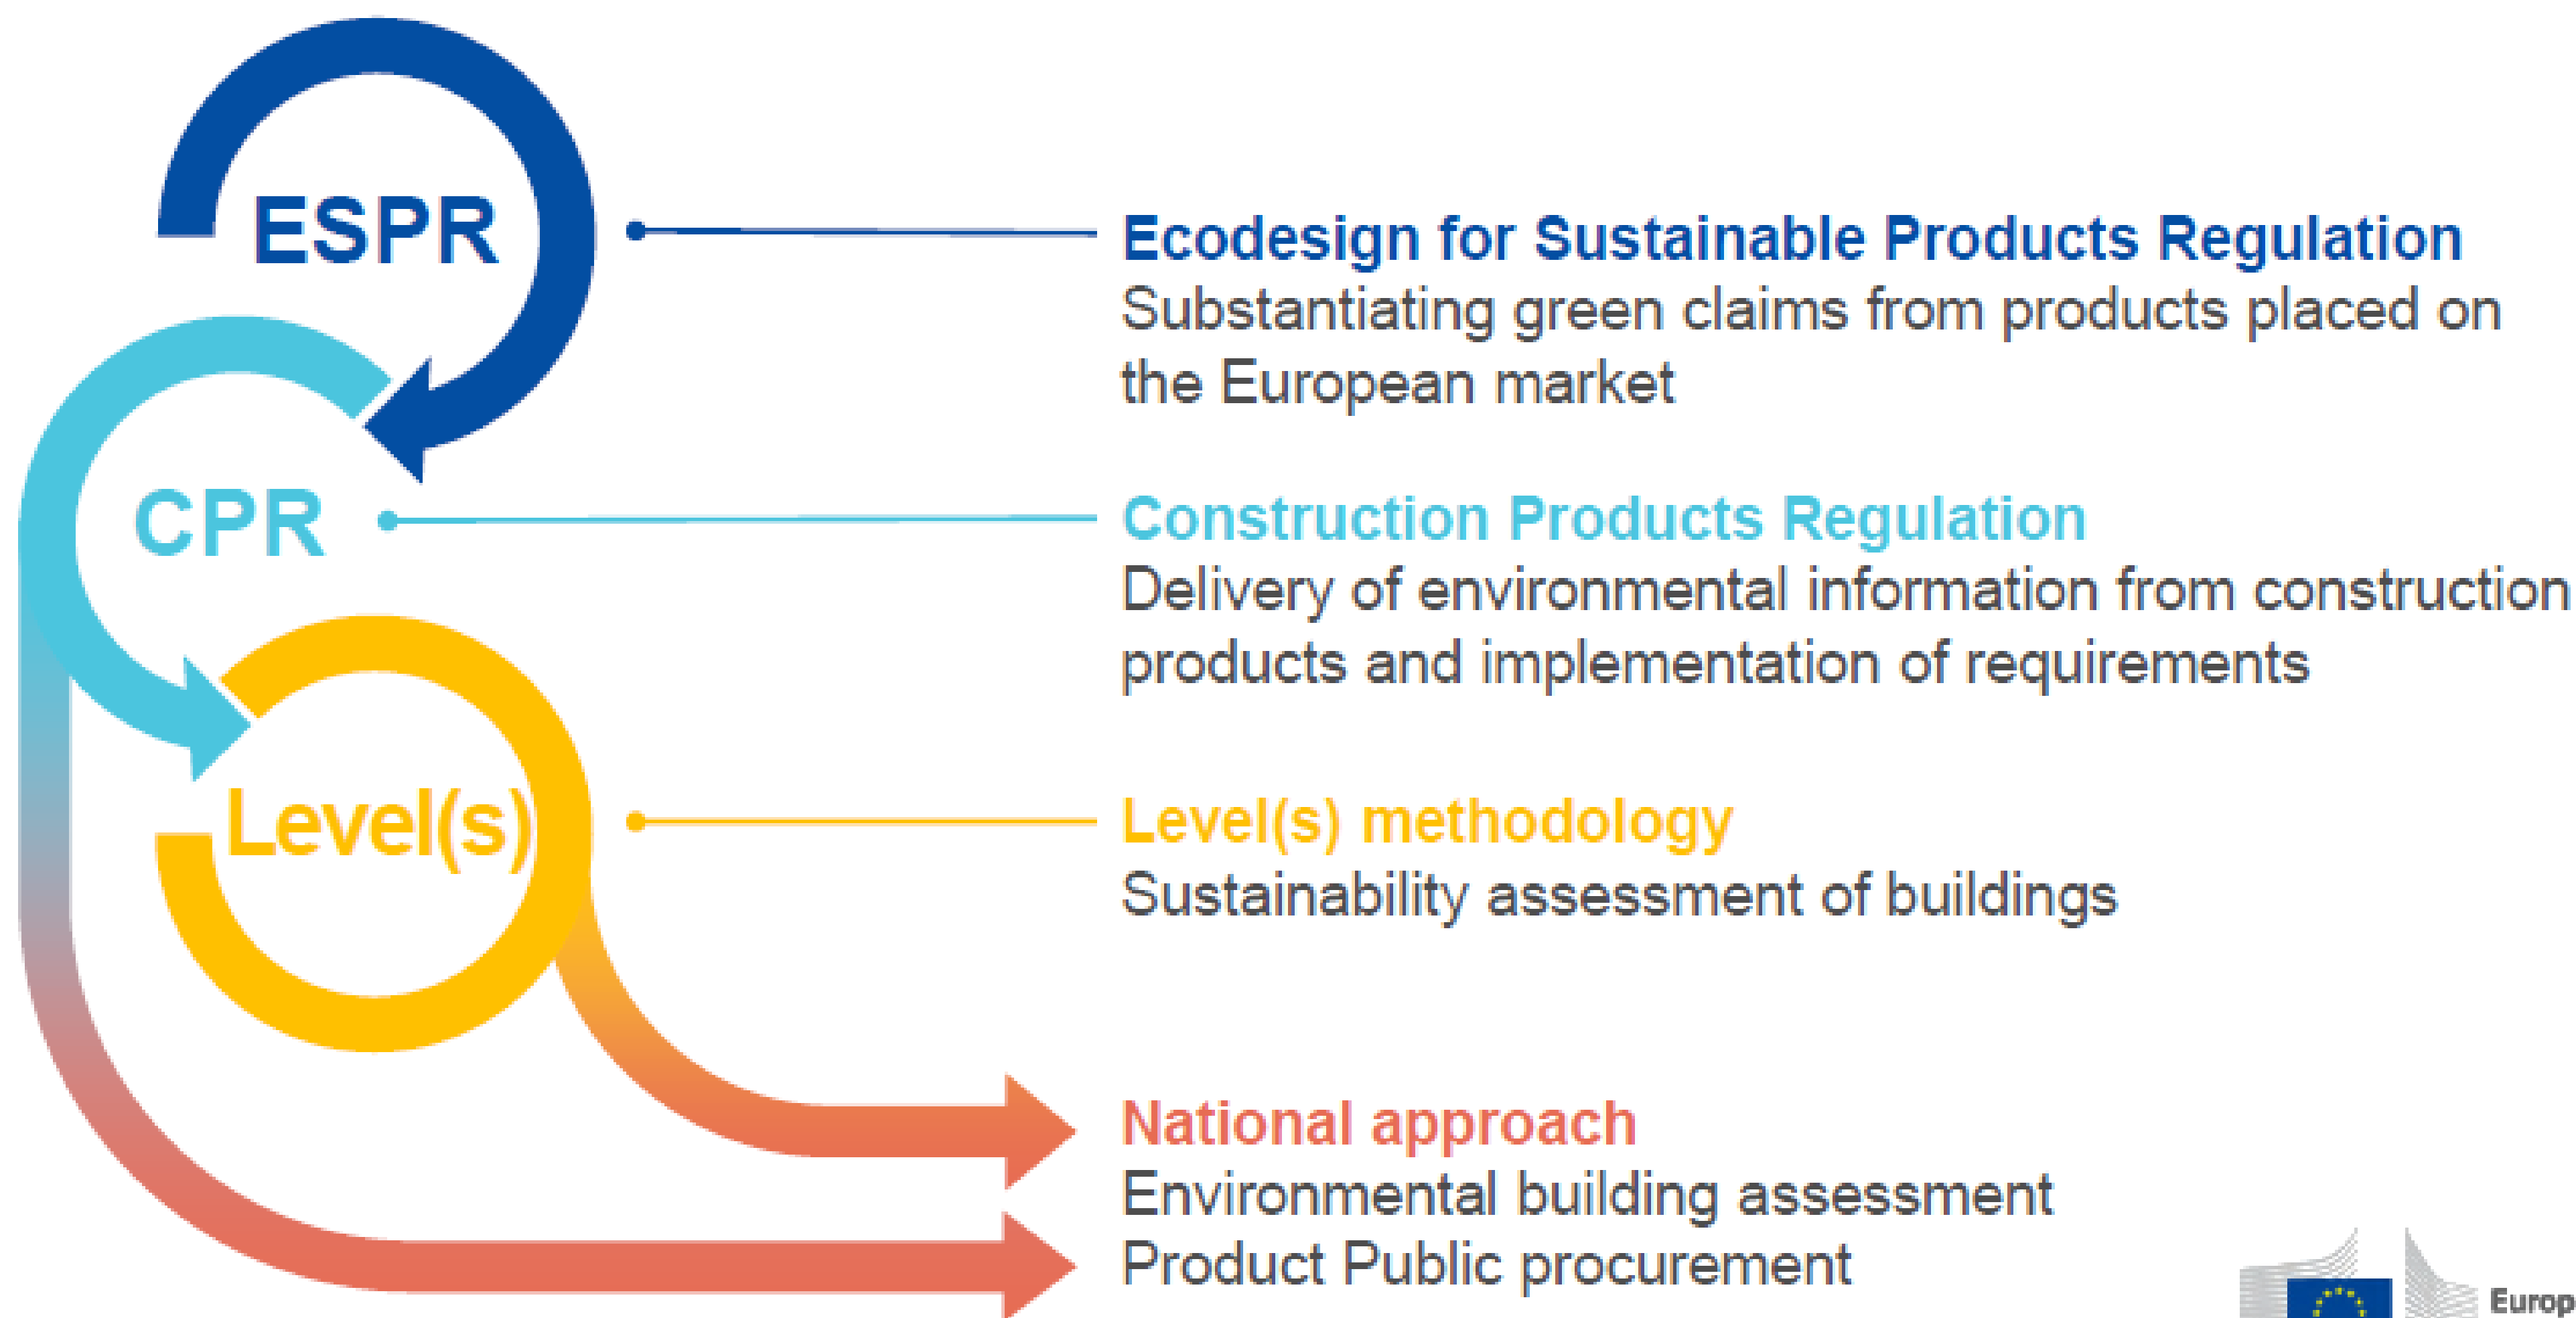 ESPR
Ecodesign for Sustainable Products Regulation
Substantiating green claims from products placed on
the European market
CPR
Construction Products Regulation
Delivery of environmental information from construction
products and implementation of requirements
Level(s)
Level(s) methodology
Sustainability assessment of buildings
National approach
Environmental building assessment
Product Public procurement
Europ